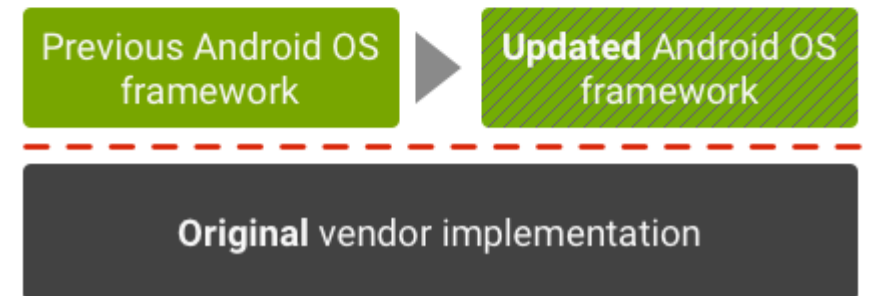 Previous Android OS
framework
Updated Android OS
framework
Original vendor implementation